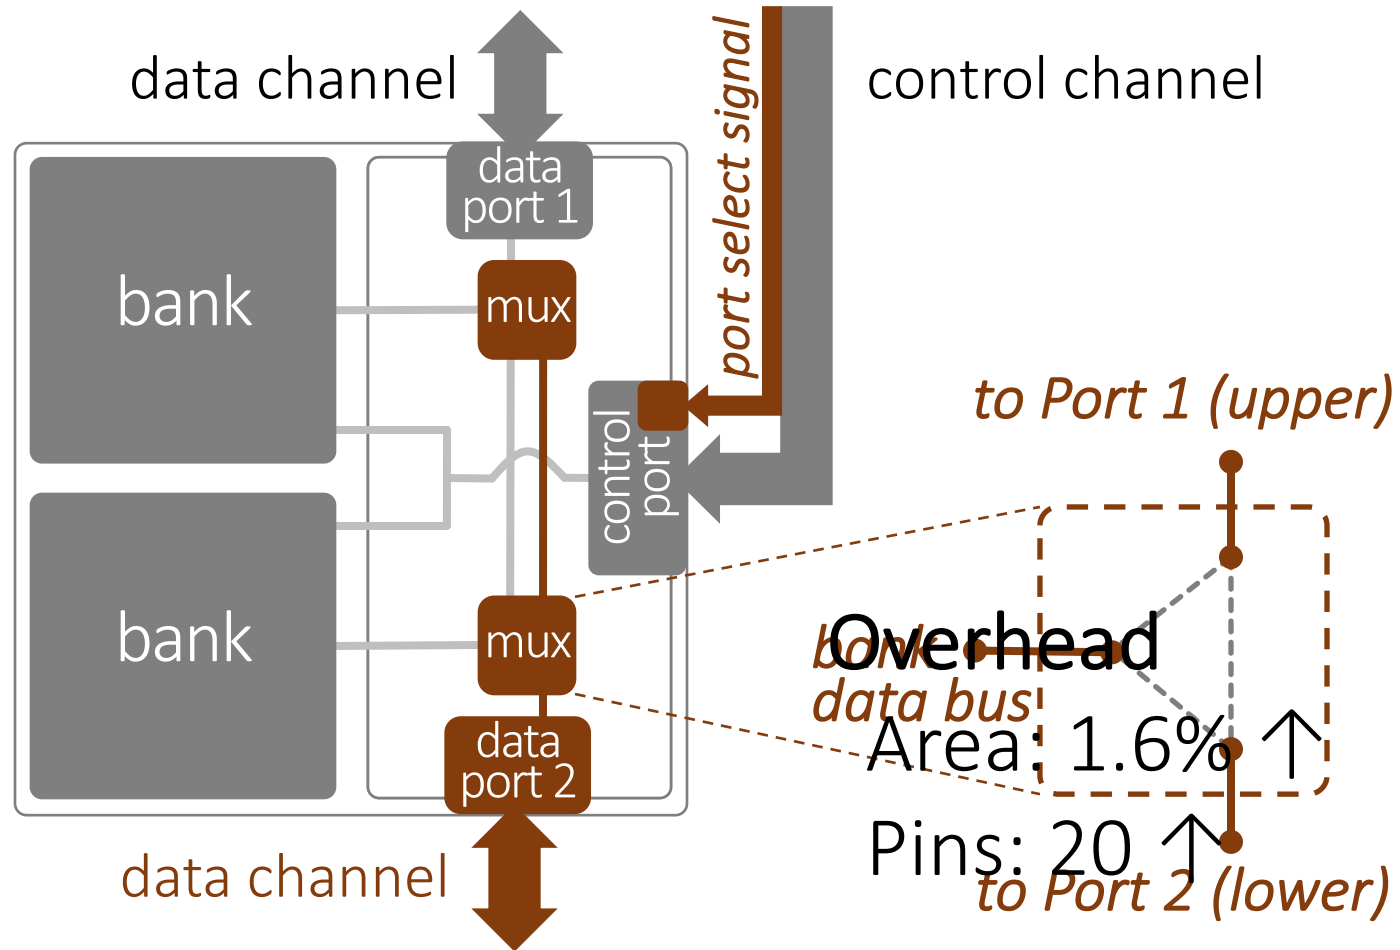 data channel
control channel
port select signal
data
port 1
bank
mux
control
port
to Port 1 (upper)
bank
mux
bank
data bus
Overhead
Area: 1.6% ↑
Pins: 20 ↑
data
port 2
data channel
to Port 2 (lower)